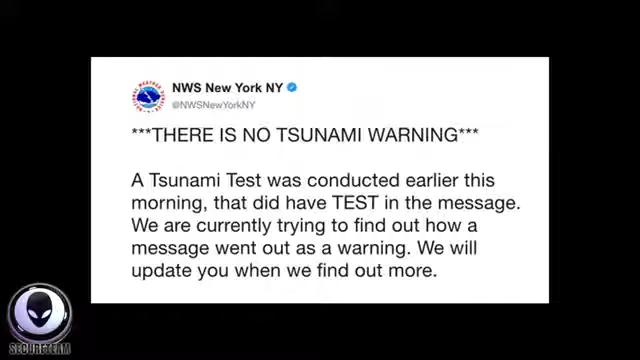 NWS New York NY
@NWSNewYorkNY
***THERE IS NO TSUNAMI WARNING***
A Tsunami Test was conducted earlier this
morning, that did have TEST in the message.
We are currently trying to find out how a
message went out as a warning. We will
update you when we find out more.
SECURETEAM